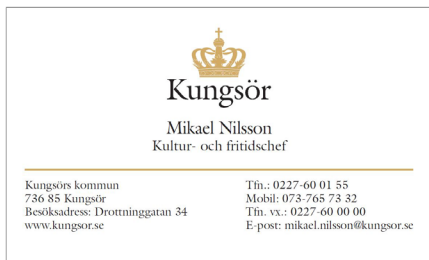 Kungsör
Mikael Nilsson
Kultur- och fritidschef
Kungsörs kommun
736 85 Kungsör
Besöksadress: Drottninggatan 34
www.kungsor.se
Tfn.: 0227-60 01 55
Mobil: 073-765 73 32
Tfn. vx.: 0227-60 00 00
E-post: mikael.nilsson@kungsor.se